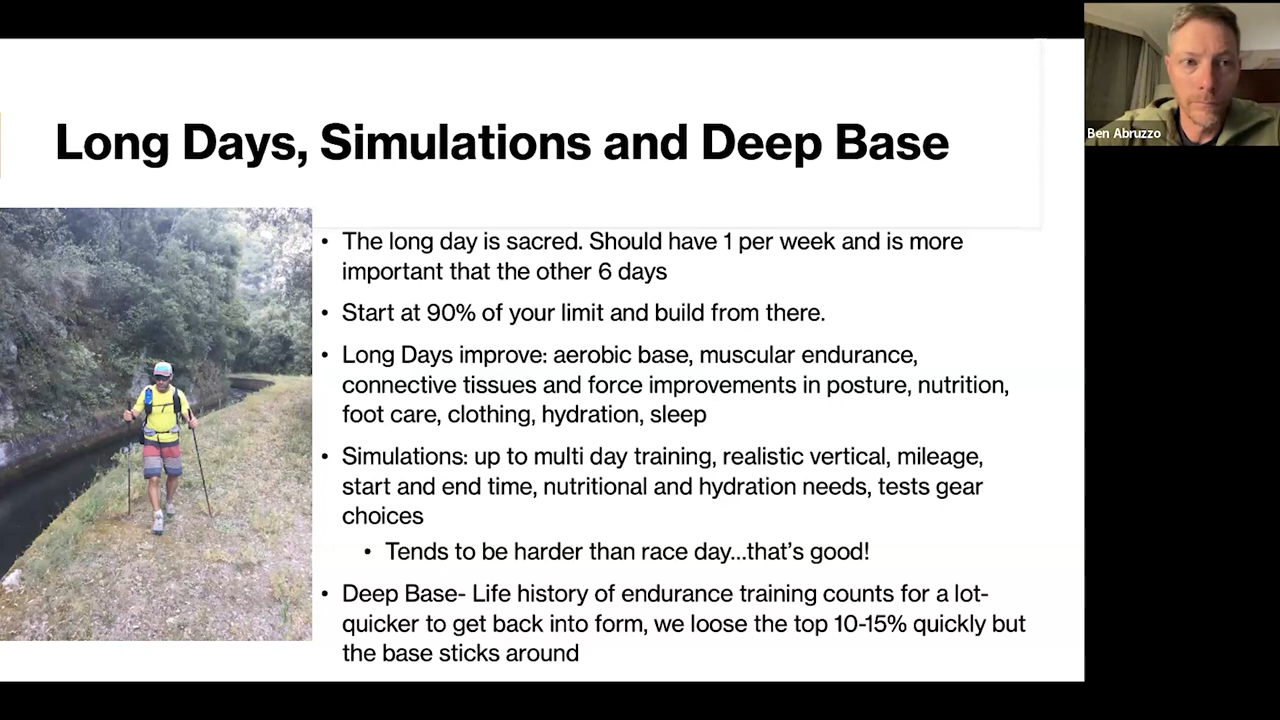 Long Days, Simulations and Deep Base
• The long day is sacred. Should have 1 per week and is more
important that the other 6 days
• Start at 90% of your limit and build from there.
• Long Days improve: aerobic base, muscular endurance,
connective tissues and force improvements in posture, nutrition,
foot care, clothing, hydration, sleep
• Simulations: up to multi day training, realistic vertical, mileage,
start and end time, nutritional and hydration needs, tests gear
choices
• Tends to be harder than race day...that's good!
• Deep Base- Life history of endurance training counts for a lot-
quicker to get back into form, we loose the top 10-15% quickly but
the base sticks around
Ben Abruzzo